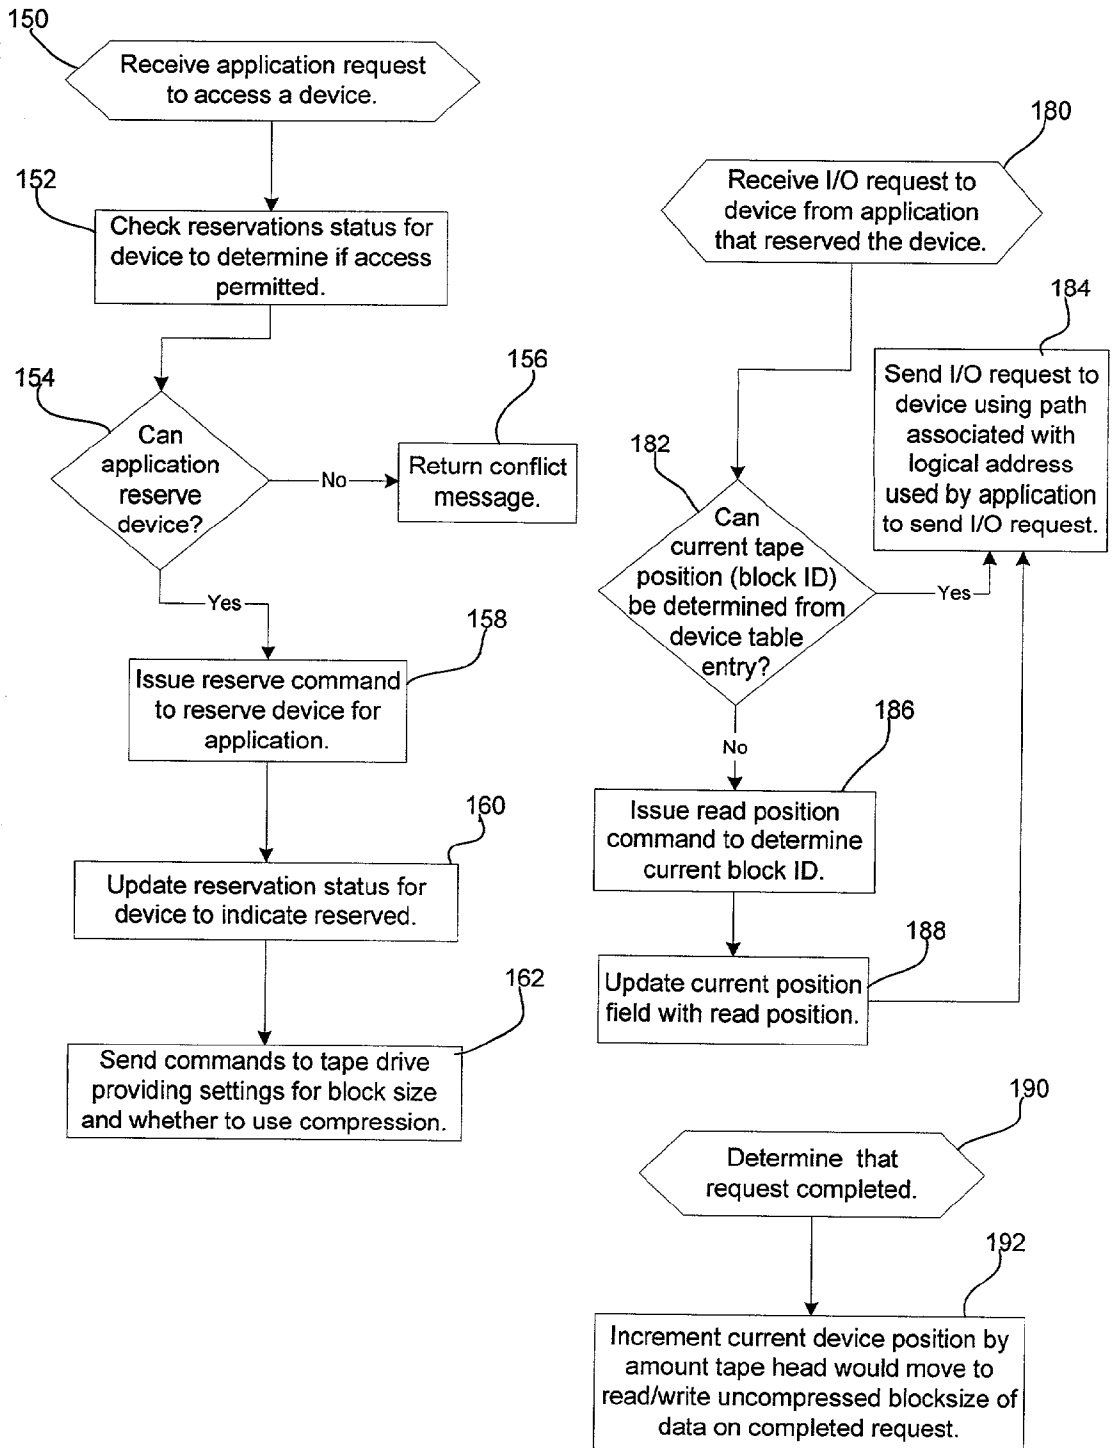 150
Receive application request
to access a device.
152
Check reservations status for
device to determine if access
permitted.
154
Can
application
reserve
device?
No
156
Return conflict
message.
Yes
158
Issue reserve command
to reserve device for
application.
160
Update reservation status for
device to indicate reserved.
162
Send commands to tape drive
providing settings for block size
and whether to use compression.
180
Receive I/O request to
device from application
that reserved the device.
184
Send I/O request to
device using path
associated with
logical address
used by application
to send I/O request.
182
Can
current tape
position (block ID)
be determined from
device table
entry?
Yes
No
186
Issue read position
command to determine
current block ID.
188
Update current position
field with read position.
190
Determine that
request completed.
192
Increment current device position by
amount tape head would move to
read/write uncompressed blocksize of
data on completed request.